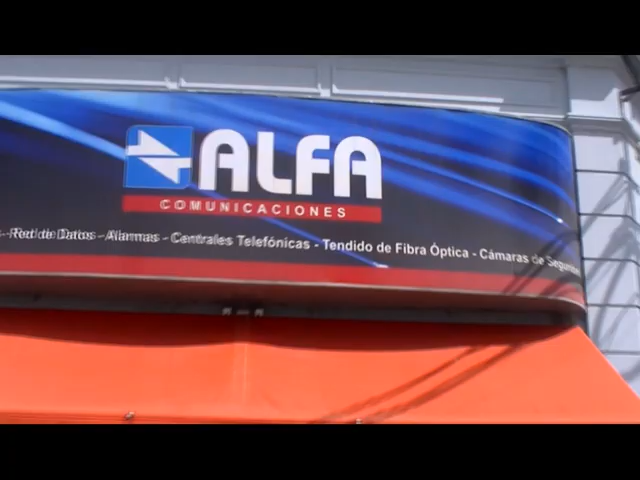 ALFA
COMUNICACIONES
- Red de Datos - Alarmas - Centrales Telefónicas - Tendido de Fibra Óptica - Cámaras de